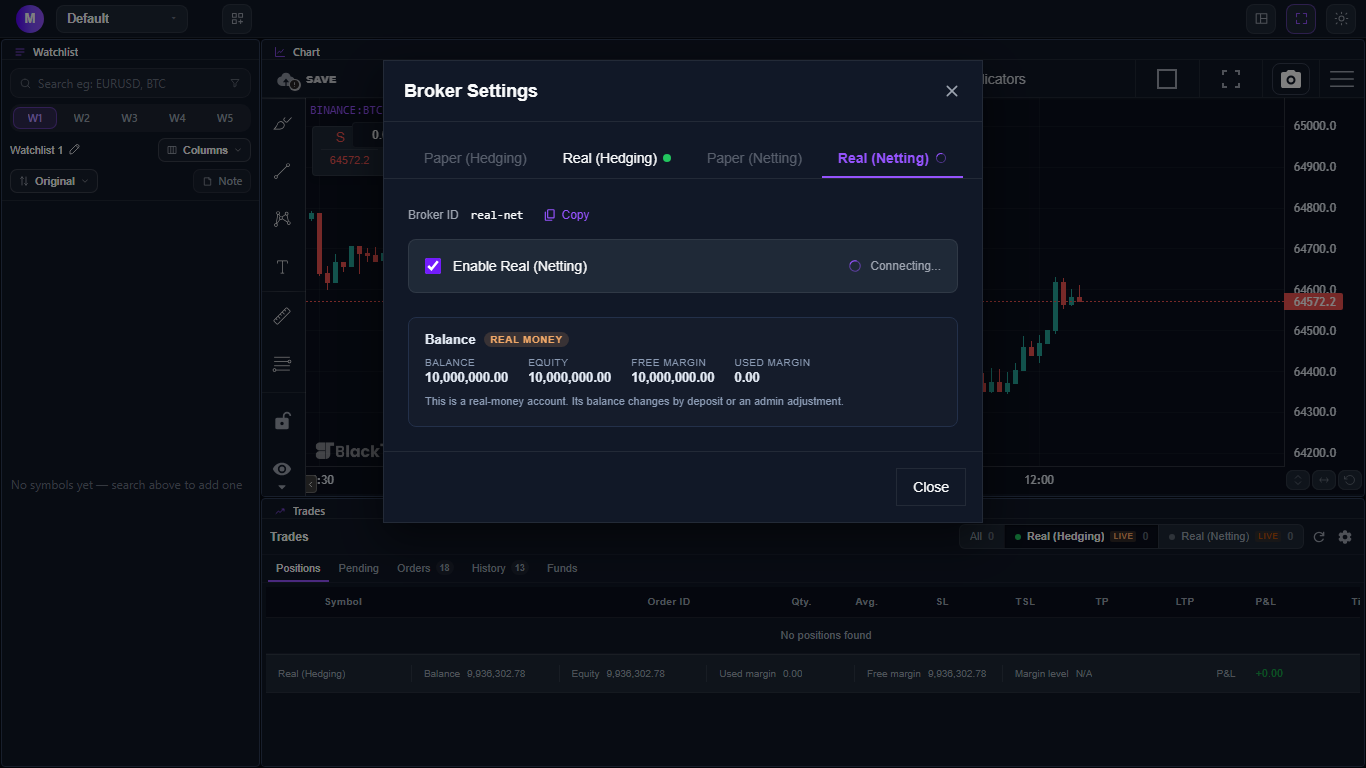 M Default
Watchlist
Chart
Search eg: EURUSD, BTC
SAVE
W1 W2 W3 W4 W5
Watchlist 1
Columns
Original
Note
No symbols yet — search above to add one
BINANCE:BTC
S
64572.2
Black
:30
12:00
65000.0
64900.0
64800.0
64700.0
64600.0
64572.2
64500.0
64400.0
64300.0
64200.0
Broker Settings
Paper (Hedging) Real (Hedging) Paper (Netting) Real (Netting)
Broker ID real-net Copy
Enable Real (Netting) Connecting...
Balance REAL MONEY
BALANCE EQUITY FREE MARGIN USED MARGIN
10,000,000.00 10,000,000.00 10,000,000.00 0.00
This is a real-money account. Its balance changes by deposit or an admin adjustment.
Close
Trades
Trades
All 0 Real (Hedging) LIVE 0 Real (Netting) LIVE 0
Positions Pending Orders 18 History 13 Funds
Symbol Order ID Qty. Avg. SL TSL TP LTP P&L Ti
No positions found
Real (Hedging) Balance 9,936,302.78 Equity 9,936,302.78 Used margin 0.00 Free margin 9,936,302.78 Margin level N/A P&L +0.00